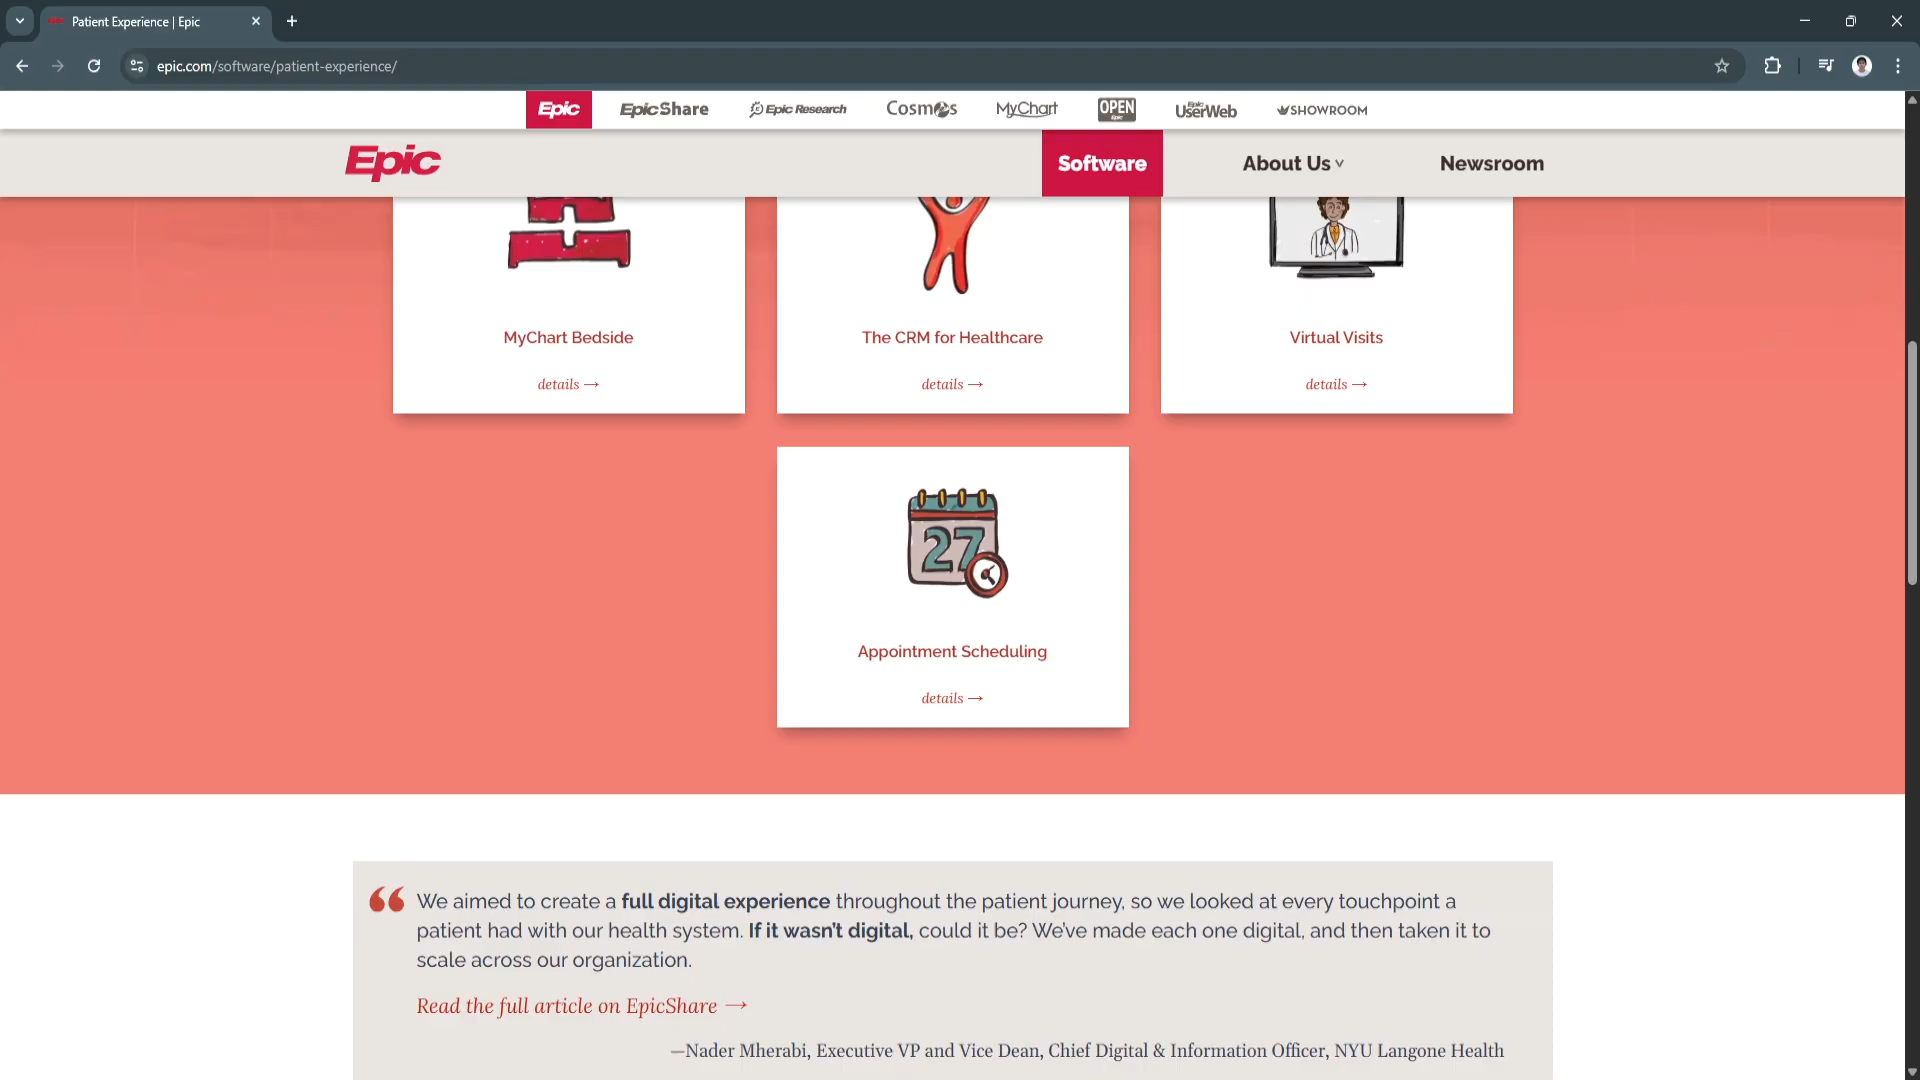 Patient Experience | Epic
epic.com/software/patient-experience/
Epic
EpicShare
Epic Research
Cosmos
MyChart
OPEN
Epic
Epic
UserWeb
SHOWROOM
Epic
Software
About Us
Newsroom
MyChart Bedside
The CRM for Healthcare
Virtual Visits
details →
details →
details →
27
Appointment Scheduling
details →
“ We aimed to create a full digital experience throughout the patient journey, so we looked at every touchpoint a
patient had with our health system. If it wasn’t digital, could it be? We’ve made each one digital, and then taken it to
scale across our organization.
Read the full article on EpicShare →
—Nader Mherabi, Executive VP and Vice Dean, Chief Digital & Information Officer, NYU Langone Health